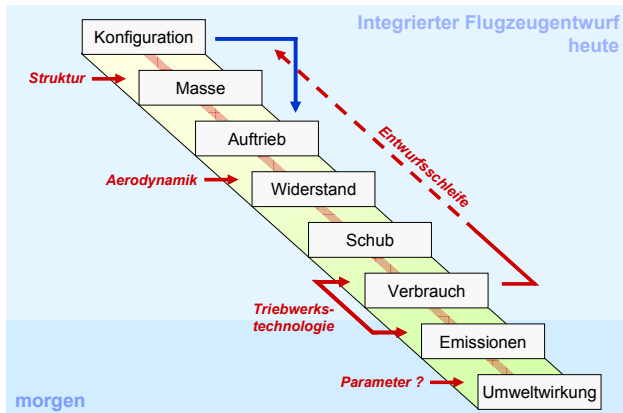 Integrierter Flugzeugentwurf
heute
Konfiguration
Struktur
Masse
Auftrieb
Entwurfsschleife
Aerodynamik
Widerstand
Schub
Verbrauch
Triebwerks-
technologie
Emissionen
Parameter ?
Umweltwirkung
morgen